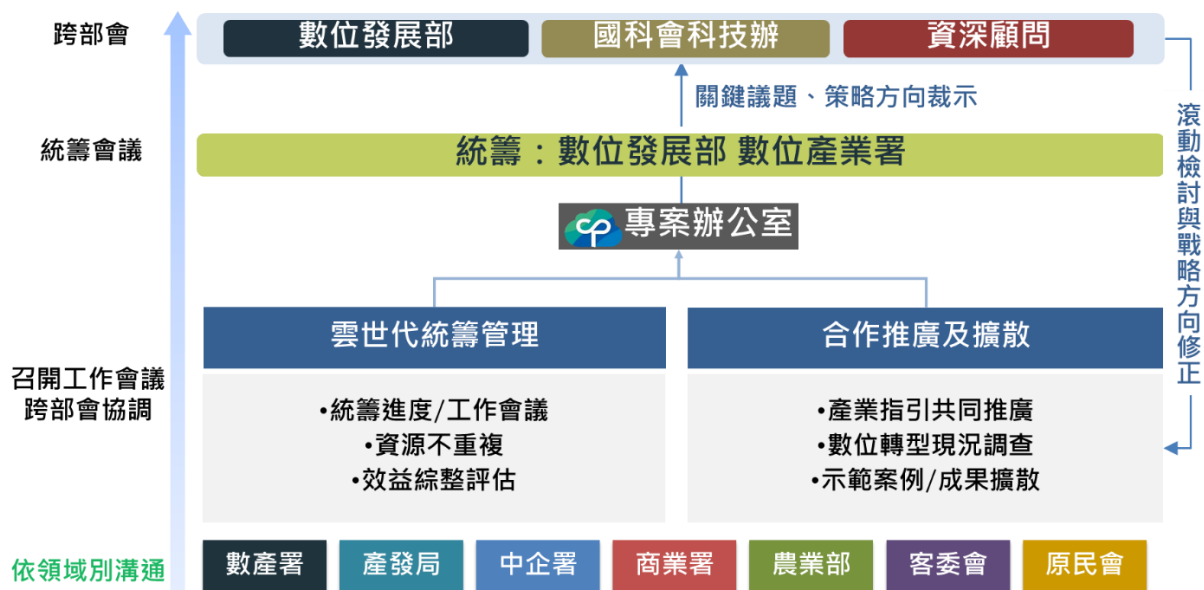 跨部會
數位發展部
國科會科技辦
資深顧問
關鍵議題、策略方向裁示
統籌會議
統籌：數位發展部 數位產業署
滾動檢討與戰略方向修正
cp 專案辦公室
雲世代統籌管理
合作推廣及擴散
召開工作會議
跨部會協調
•統籌進度/工作會議
•資源不重複
•效益綜整評估
•產業指引共同推廣
•數位轉型現況調查
•示範案例/成果擴散
依領域別溝通
數產署
產發局
中企署
商業署
農業部
客委會
原民會